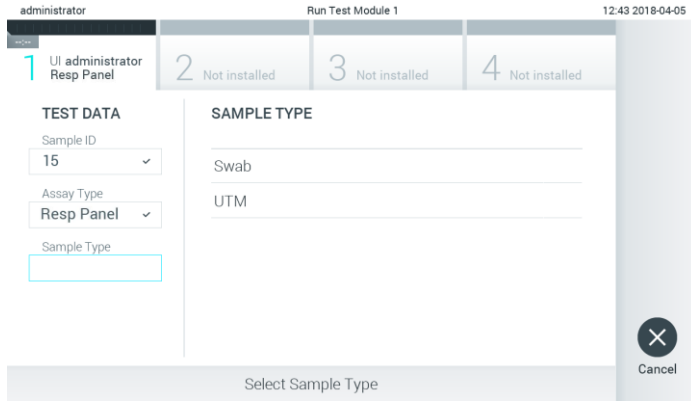 administrator Run Test Module 1 12:43 2018-04-05
--:--
1 UI administrator
Resp Panel
2 Not installed
3 Not installed
4 Not installed
TEST DATA
Sample ID
15
Assay Type
Resp Panel
Sample Type
SAMPLE TYPE
Swab
UTM
Cancel
Select Sample Type